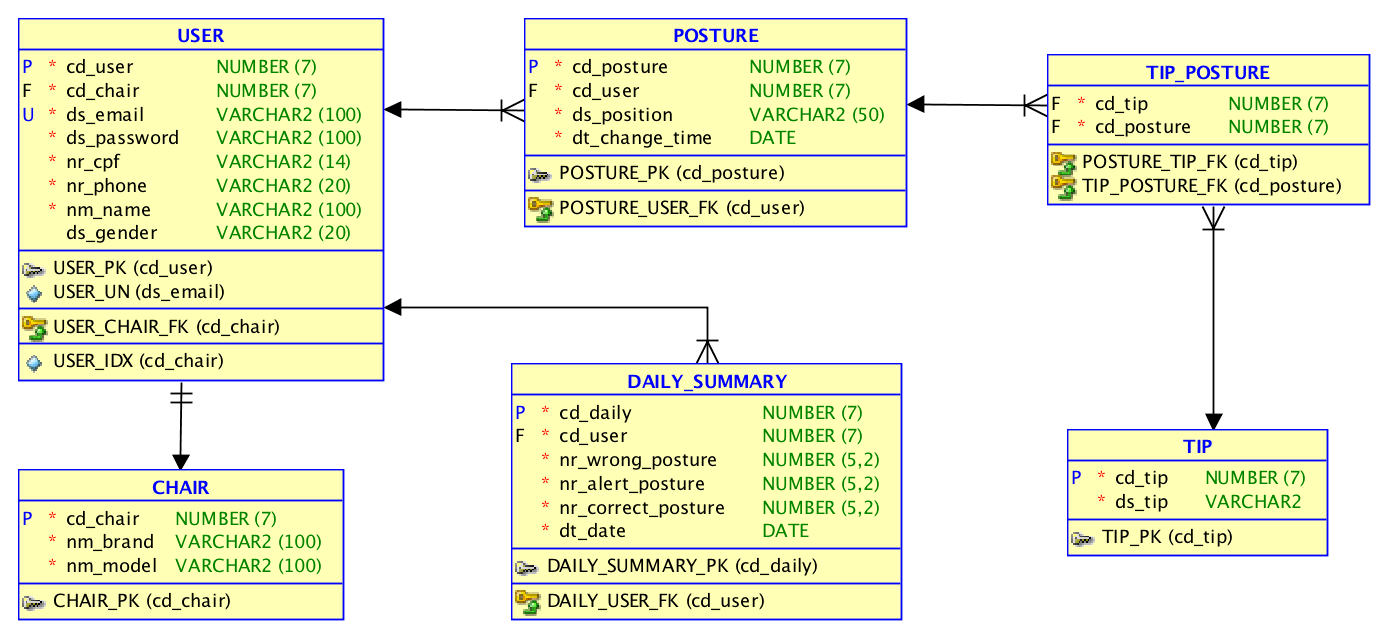 USER
P * cd_user NUMBER (7)
F * cd_chair NUMBER (7)
U * ds_email VARCHAR2 (100)
* ds_password VARCHAR2 (100)
* nr_cpf VARCHAR2 (14)
* nr_phone VARCHAR2 (20)
* nm_name VARCHAR2 (100)
ds_gender VARCHAR2 (20)
USER_PK (cd_user)
USER_UN (ds_email)
USER_CHAIR_FK (cd_chair)
USER_IDX (cd_chair)
POSTURE
P * cd_posture NUMBER (7)
F * cd_user NUMBER (7)
* ds_position VARCHAR2 (50)
* dt_change_time DATE
POSTURE_PK (cd_posture)
POSTURE_USER_FK (cd_user)
TIP_POSTURE
F * cd_tip NUMBER (7)
F * cd_posture NUMBER (7)
POSTURE_TIP_FK (cd_tip)
TIP_POSTURE_FK (cd_posture)
CHAIR
P * cd_chair NUMBER (7)
* nm_brand VARCHAR2 (100)
* nm_model VARCHAR2 (100)
CHAIR_PK (cd_chair)
DAILY_SUMMARY
P * cd_daily NUMBER (7)
F * cd_user NUMBER (7)
* nr_wrong_posture NUMBER (5,2)
* nr_alert_posture NUMBER (5,2)
* nr_correct_posture NUMBER (5,2)
* dt_date DATE
DAILY_SUMMARY_PK (cd_daily)
DAILY_USER_FK (cd_user)
TIP
P * cd_tip NUMBER (7)
* ds_tip VARCHAR2
TIP_PK (cd_tip)